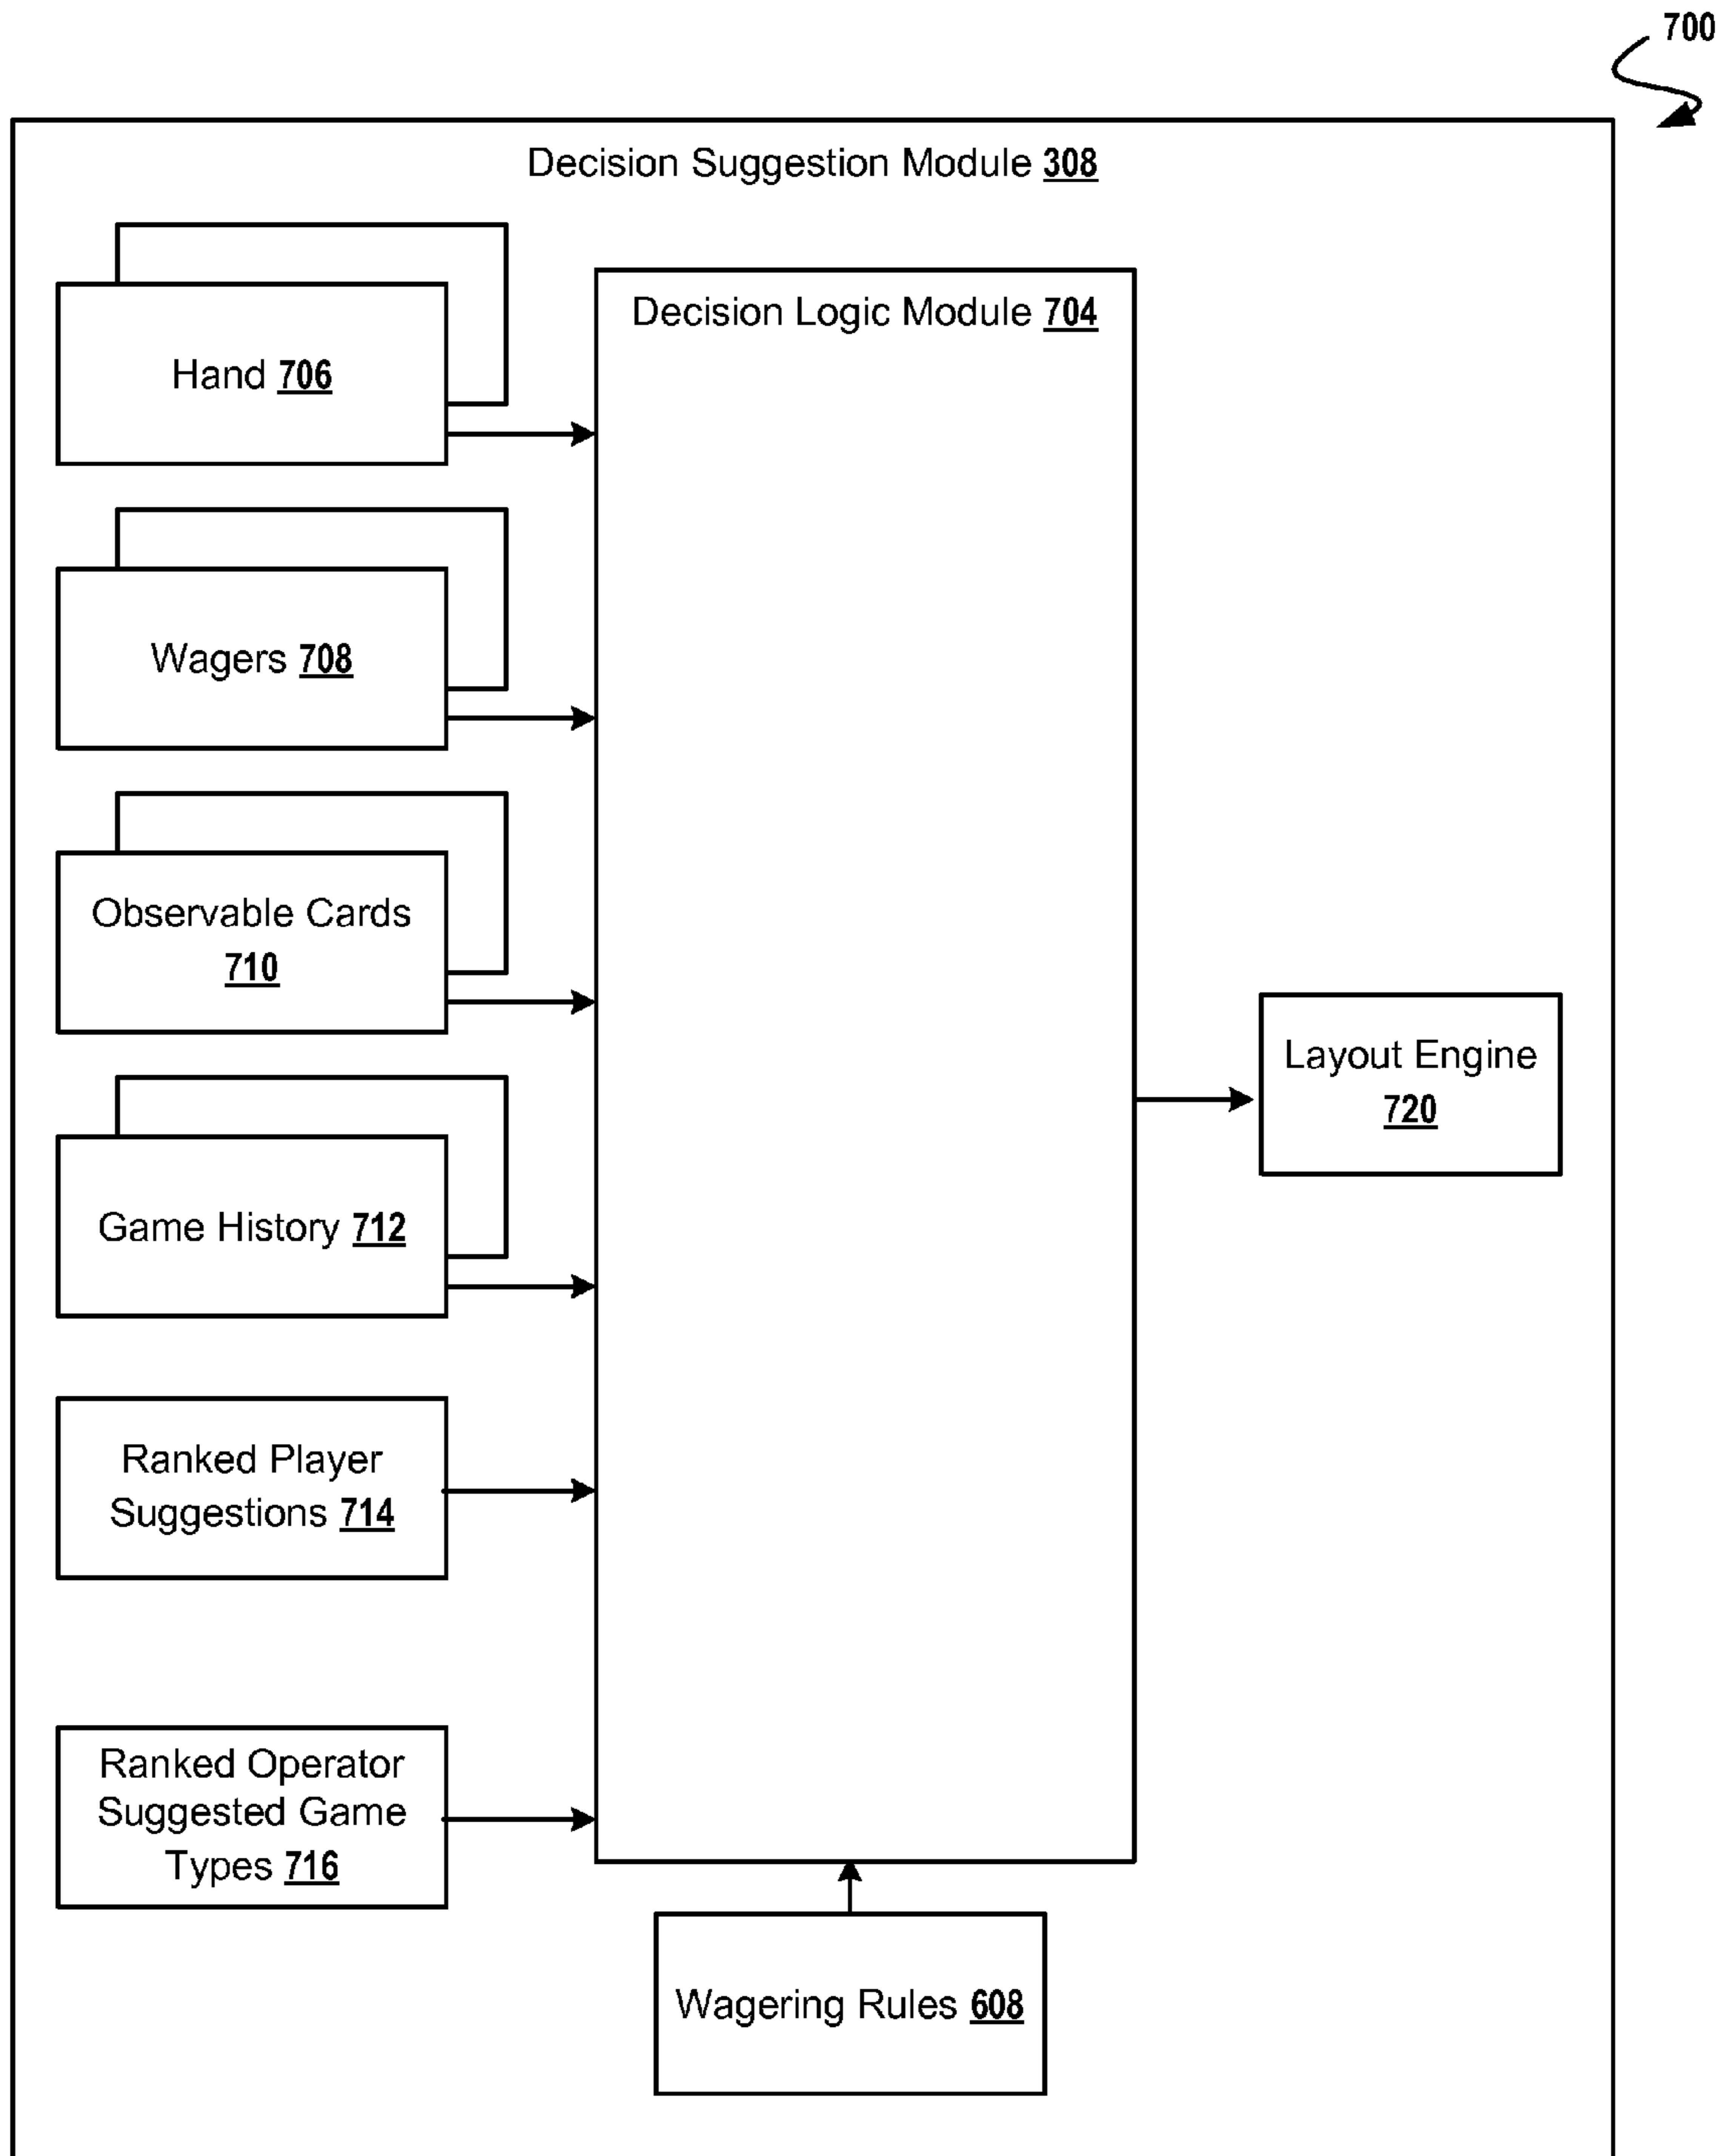 700
Decision Suggestion Module 308
Decision Logic Module 704
Hand 706
Wagers 708
Observable Cards
710
Layout Engine
720
Game History 712
Ranked Player
Suggestions 714
Ranked Operator
Suggested Game
Types 716
Wagering Rules 608